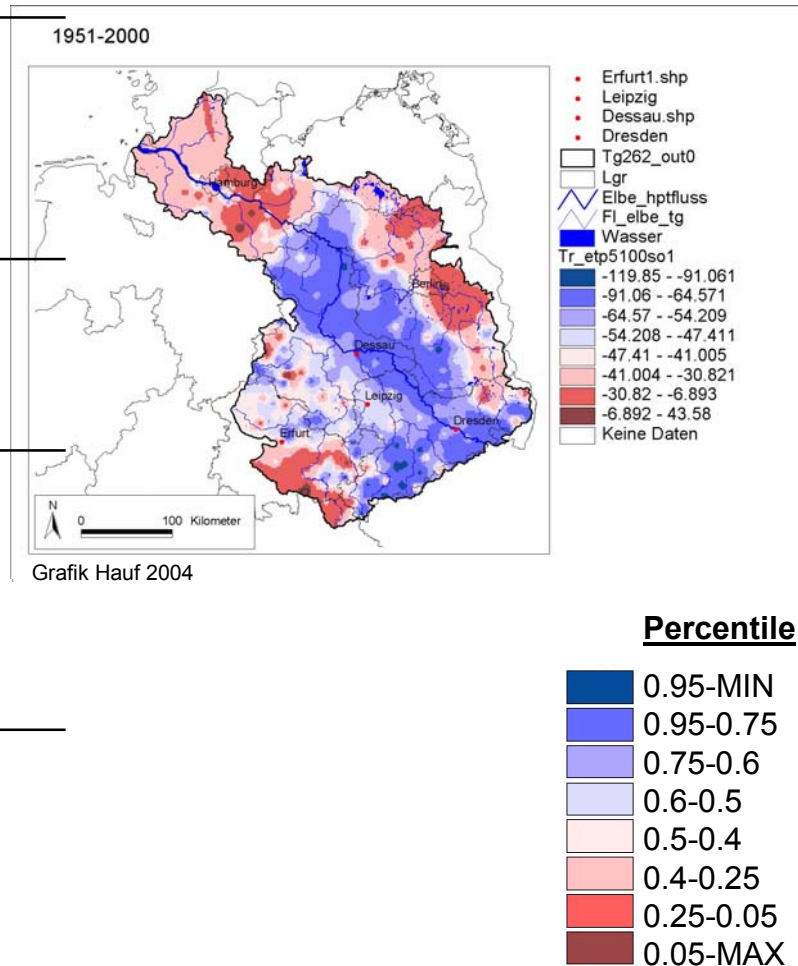 1951-2000
Hamburg
Berlin
Dessau
Leipzig
Dresden
Erfurt
N
0 100 Kilometer
Erfurt1.shp
Leipzig
Dessau.shp
Dresden
Tg262_out0
Lgr
Elbe_hptfluss
Fl_elbe_tg
Wasser
Tr_etp5100so1
-119.85 - -91.061
-91.06 - -64.571
-64.57 - -54.209
-54.208 - -47.411
-47.41 - -41.005
-41.004 - -30.821
-30.82 - -6.893
-6.892 - 43.58
Keine Daten
Grafik Hauf 2004
Percentile
0.95-MIN
0.95-0.75
0.75-0.6
0.6-0.5
0.5-0.4
0.4-0.25
0.25-0.05
0.05-MAX